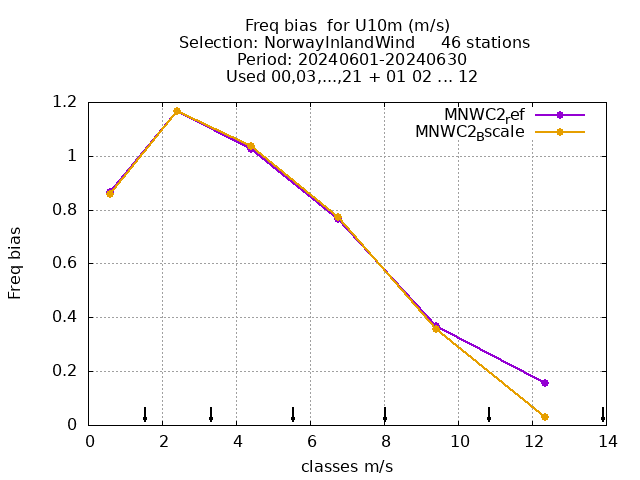 Freq bias  for U10m (m/s)
Selection: NorwayInlandWind     46 stations
Period: 20240601-20240630
Used 00,03,...,21 + 01 02 ... 12
MNWC2_ref
MNWC2_Bscale
1.2
1
0.8
0.6
0.4
0.2
0
Freq bias
0 2 4 6 8 10 12 14
classes m/s